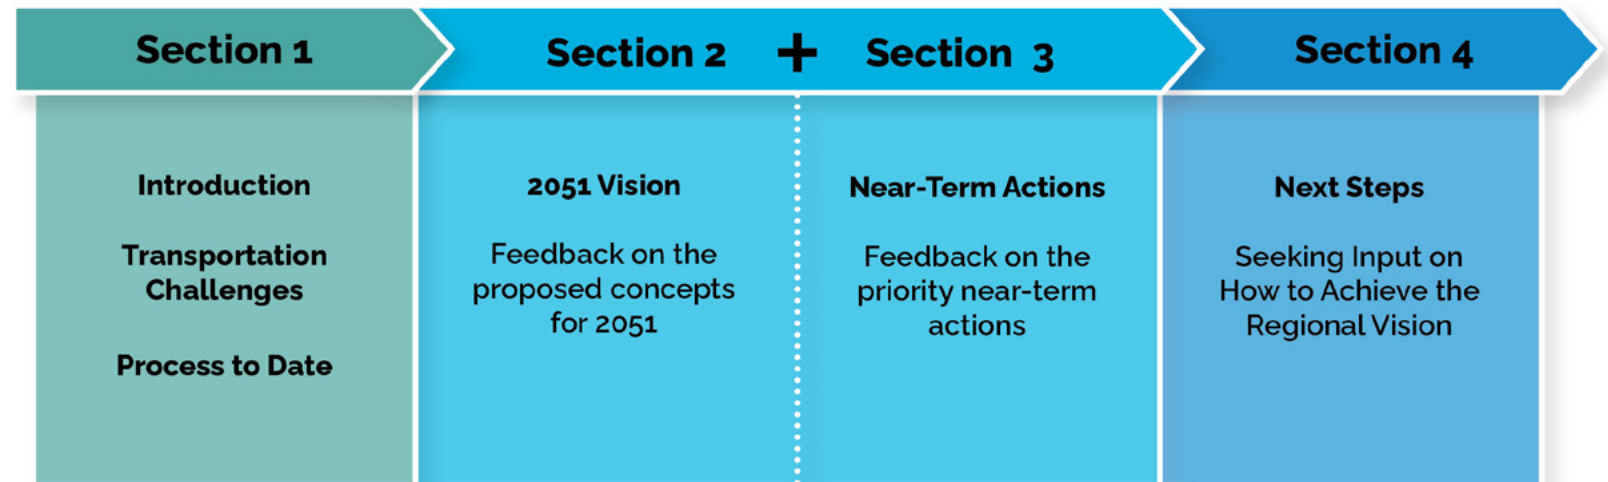 Section 1
Introduction
Transportation
Challenges
Process to Date
Section 2 + Section 3
2051 Vision
Feedback on the
proposed concepts
for 2051
Near-Term Actions
Feedback on the
priority near-term
actions
Section 4
Next Steps
Seeking Input on
How to Achieve the
Regional Vision